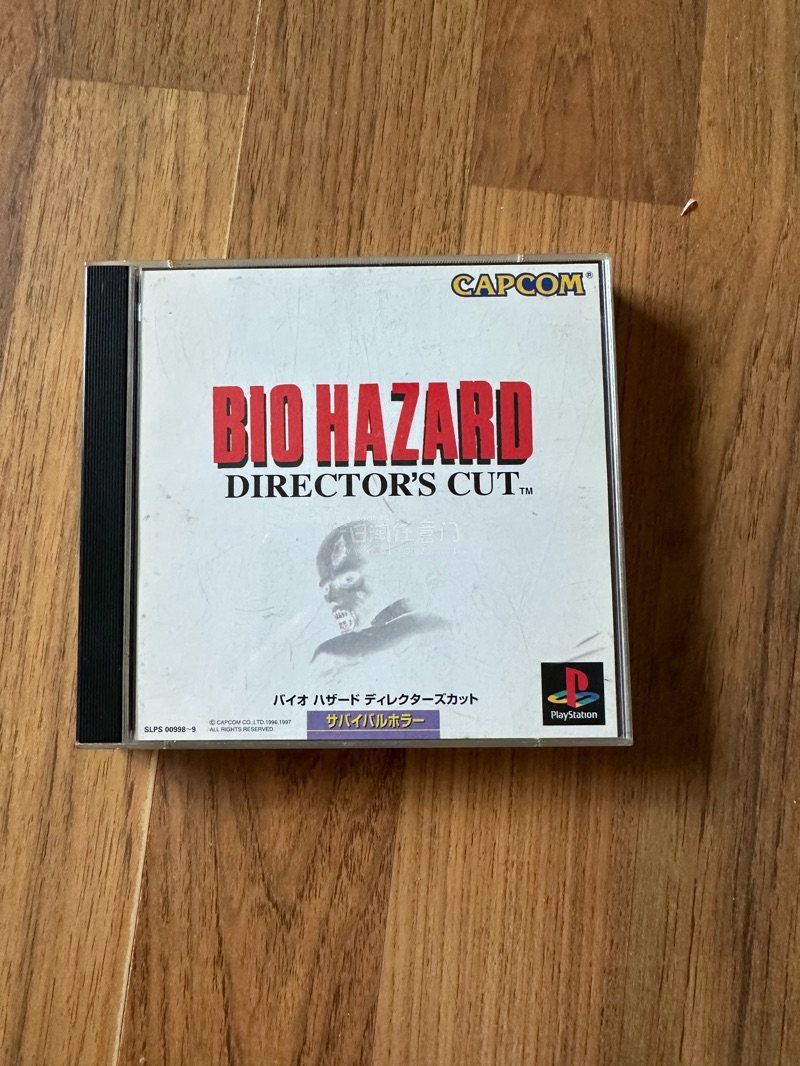 CAPCOM®
BIO HAZARD
DIRECTOR'S CUT™
バイオ ハザード ディレクターズカット
サバイバルホラー
SLPS 00998~9
© CAPCOM CO.,LTD.1996,1997
ALL RIGHTS RESERVED.
PlayStation